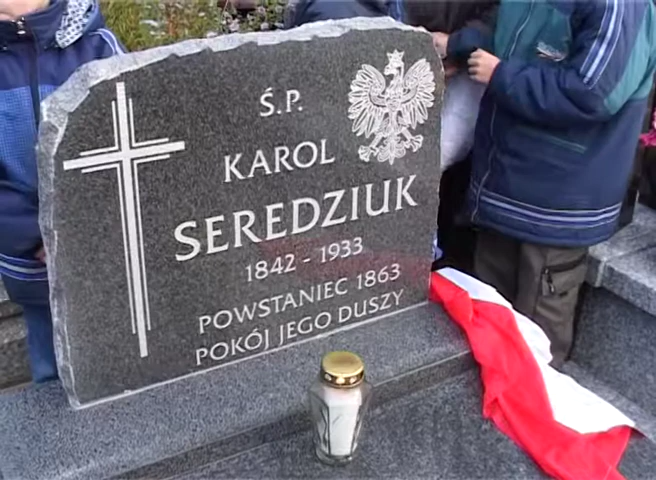 Ś.P.
KAROL
SEREDZIUK
1842 - 1933
POWSTANIEC 1863
POKÓJ JEGO DUSZY